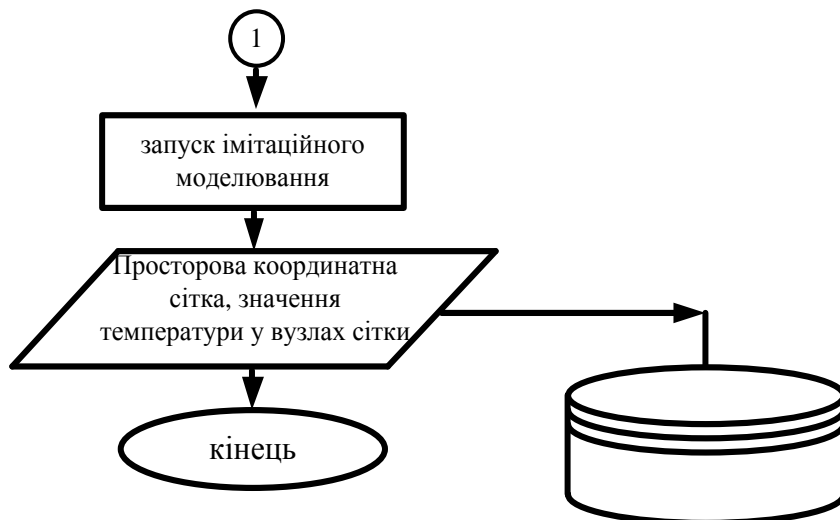 1
запуск імітаційного
моделювання
Просторова координатна
сітка, значення
температури у вузлах сітки
кінець